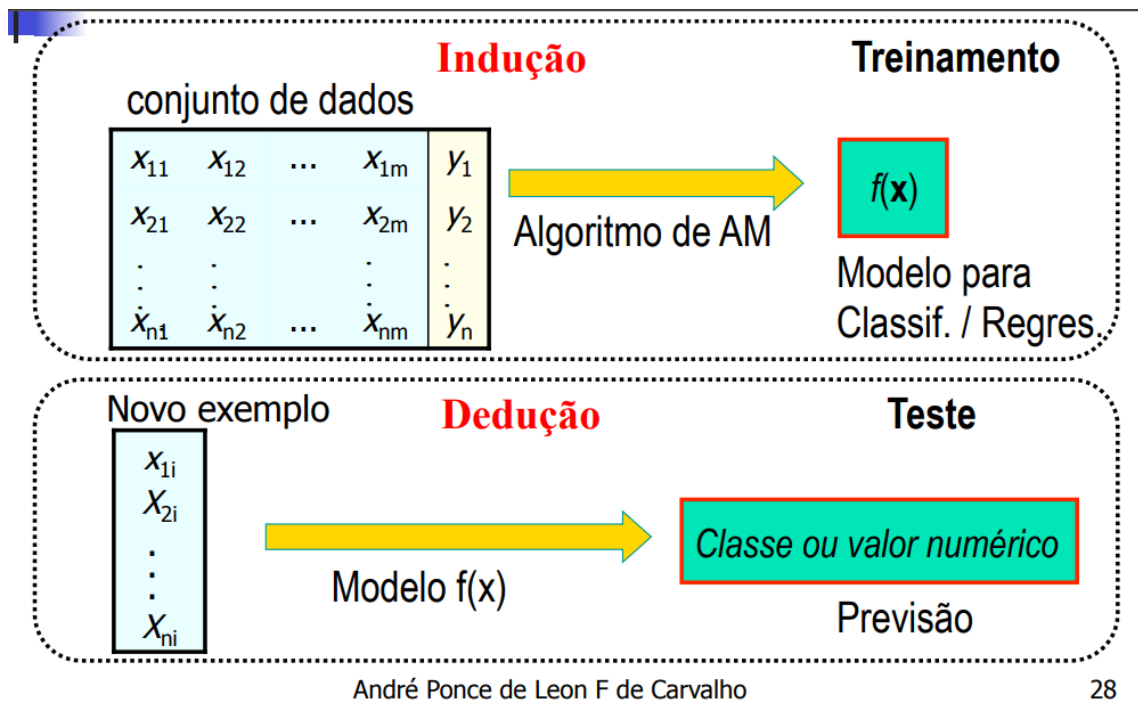 Indução
Treinamento
conjunto de dados
x11 x12 ... x1m y1
x21 x22 ... x2m y2
. . . .
. . . .
. . . .
xn1 xn2 ... xnm yn
Algoritmo de AM
f(x)
Modelo para
Classif. / Regres.
Novo exemplo
Dedução
Teste
x1i
X2i
.
.
.
Xni
Modelo f(x)
Classe ou valor numérico
Previsão
André Ponce de Leon F de Carvalho
28